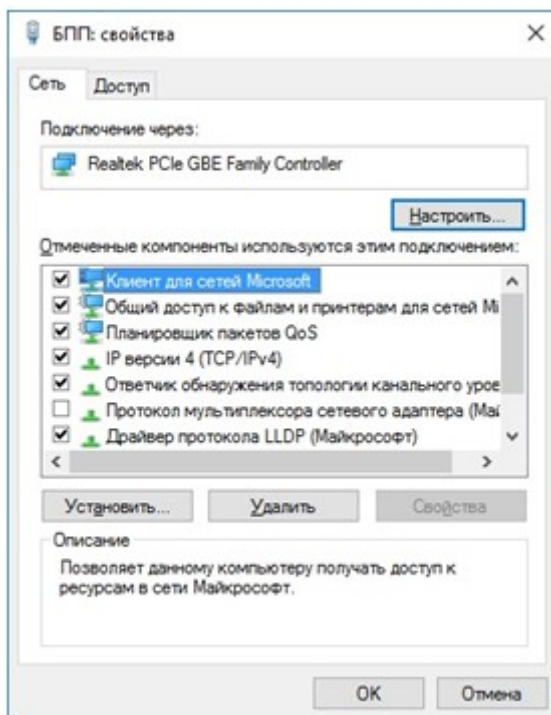 БПП: свойства
Сеть Доступ
Подключение через:
Realtek PCIe GBE Family Controller
Настроить...
Отмеченные компоненты используются этим подключением:
Клиент для сетей Microsoft
Общий доступ к файлам и принтерам для сетей Mi
Планировщик пакетов QoS
IP версии 4 (TCP/IPv4)
Ответчик обнаружения топологии канального уров
Протокол мультиплексора сетевого адаптера (Май
Драйвер протокола LLDP (Майкрософт)
Установить... Удалить Свойства
Описание
Позволяет данному компьютеру получать доступ к
ресурсам в сети Майкрософт.
OK Отмена